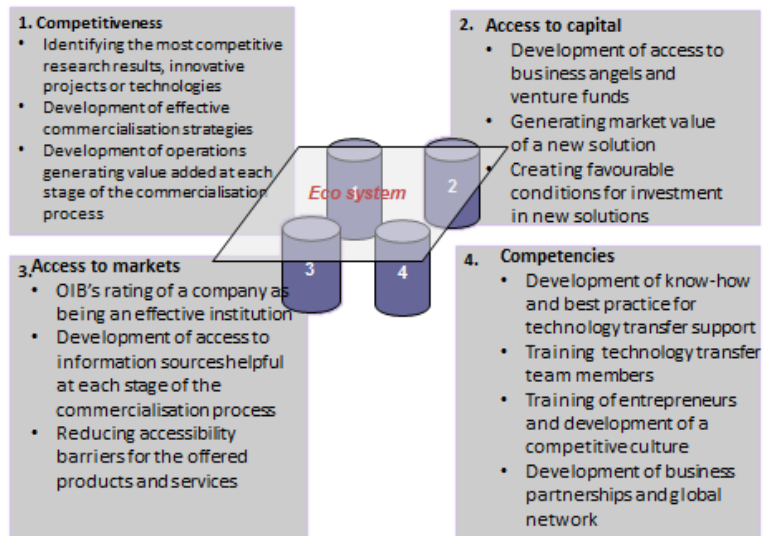 1. Competitiveness
• Identifying the most competitive
research results, innovative
projects or technologies
• Development of effective
commercialisation strategies
• Development of operations
generating value added at each
stage of the commercialisation
process
2. Access to capital
• Development of access to
business angels and
venture funds
• Generating market value
of a new solution
• Creating favourable
conditions for investment
in new solutions
Eco system
1
2
3
4
3. Access to markets
• OIB's rating of a company as
being an effective institution
• Development of access to
information sources helpful
at each stage of the
commercialisation process
• Reducing accessibility
barriers for the offered
products and services
4. Competencies
• Development of know-how
and best practice for
technology transfer support
• Training technology transfer
team members
• Training of entrepreneurs
and development of a
competitive culture
• Development of business
partnerships and global
network